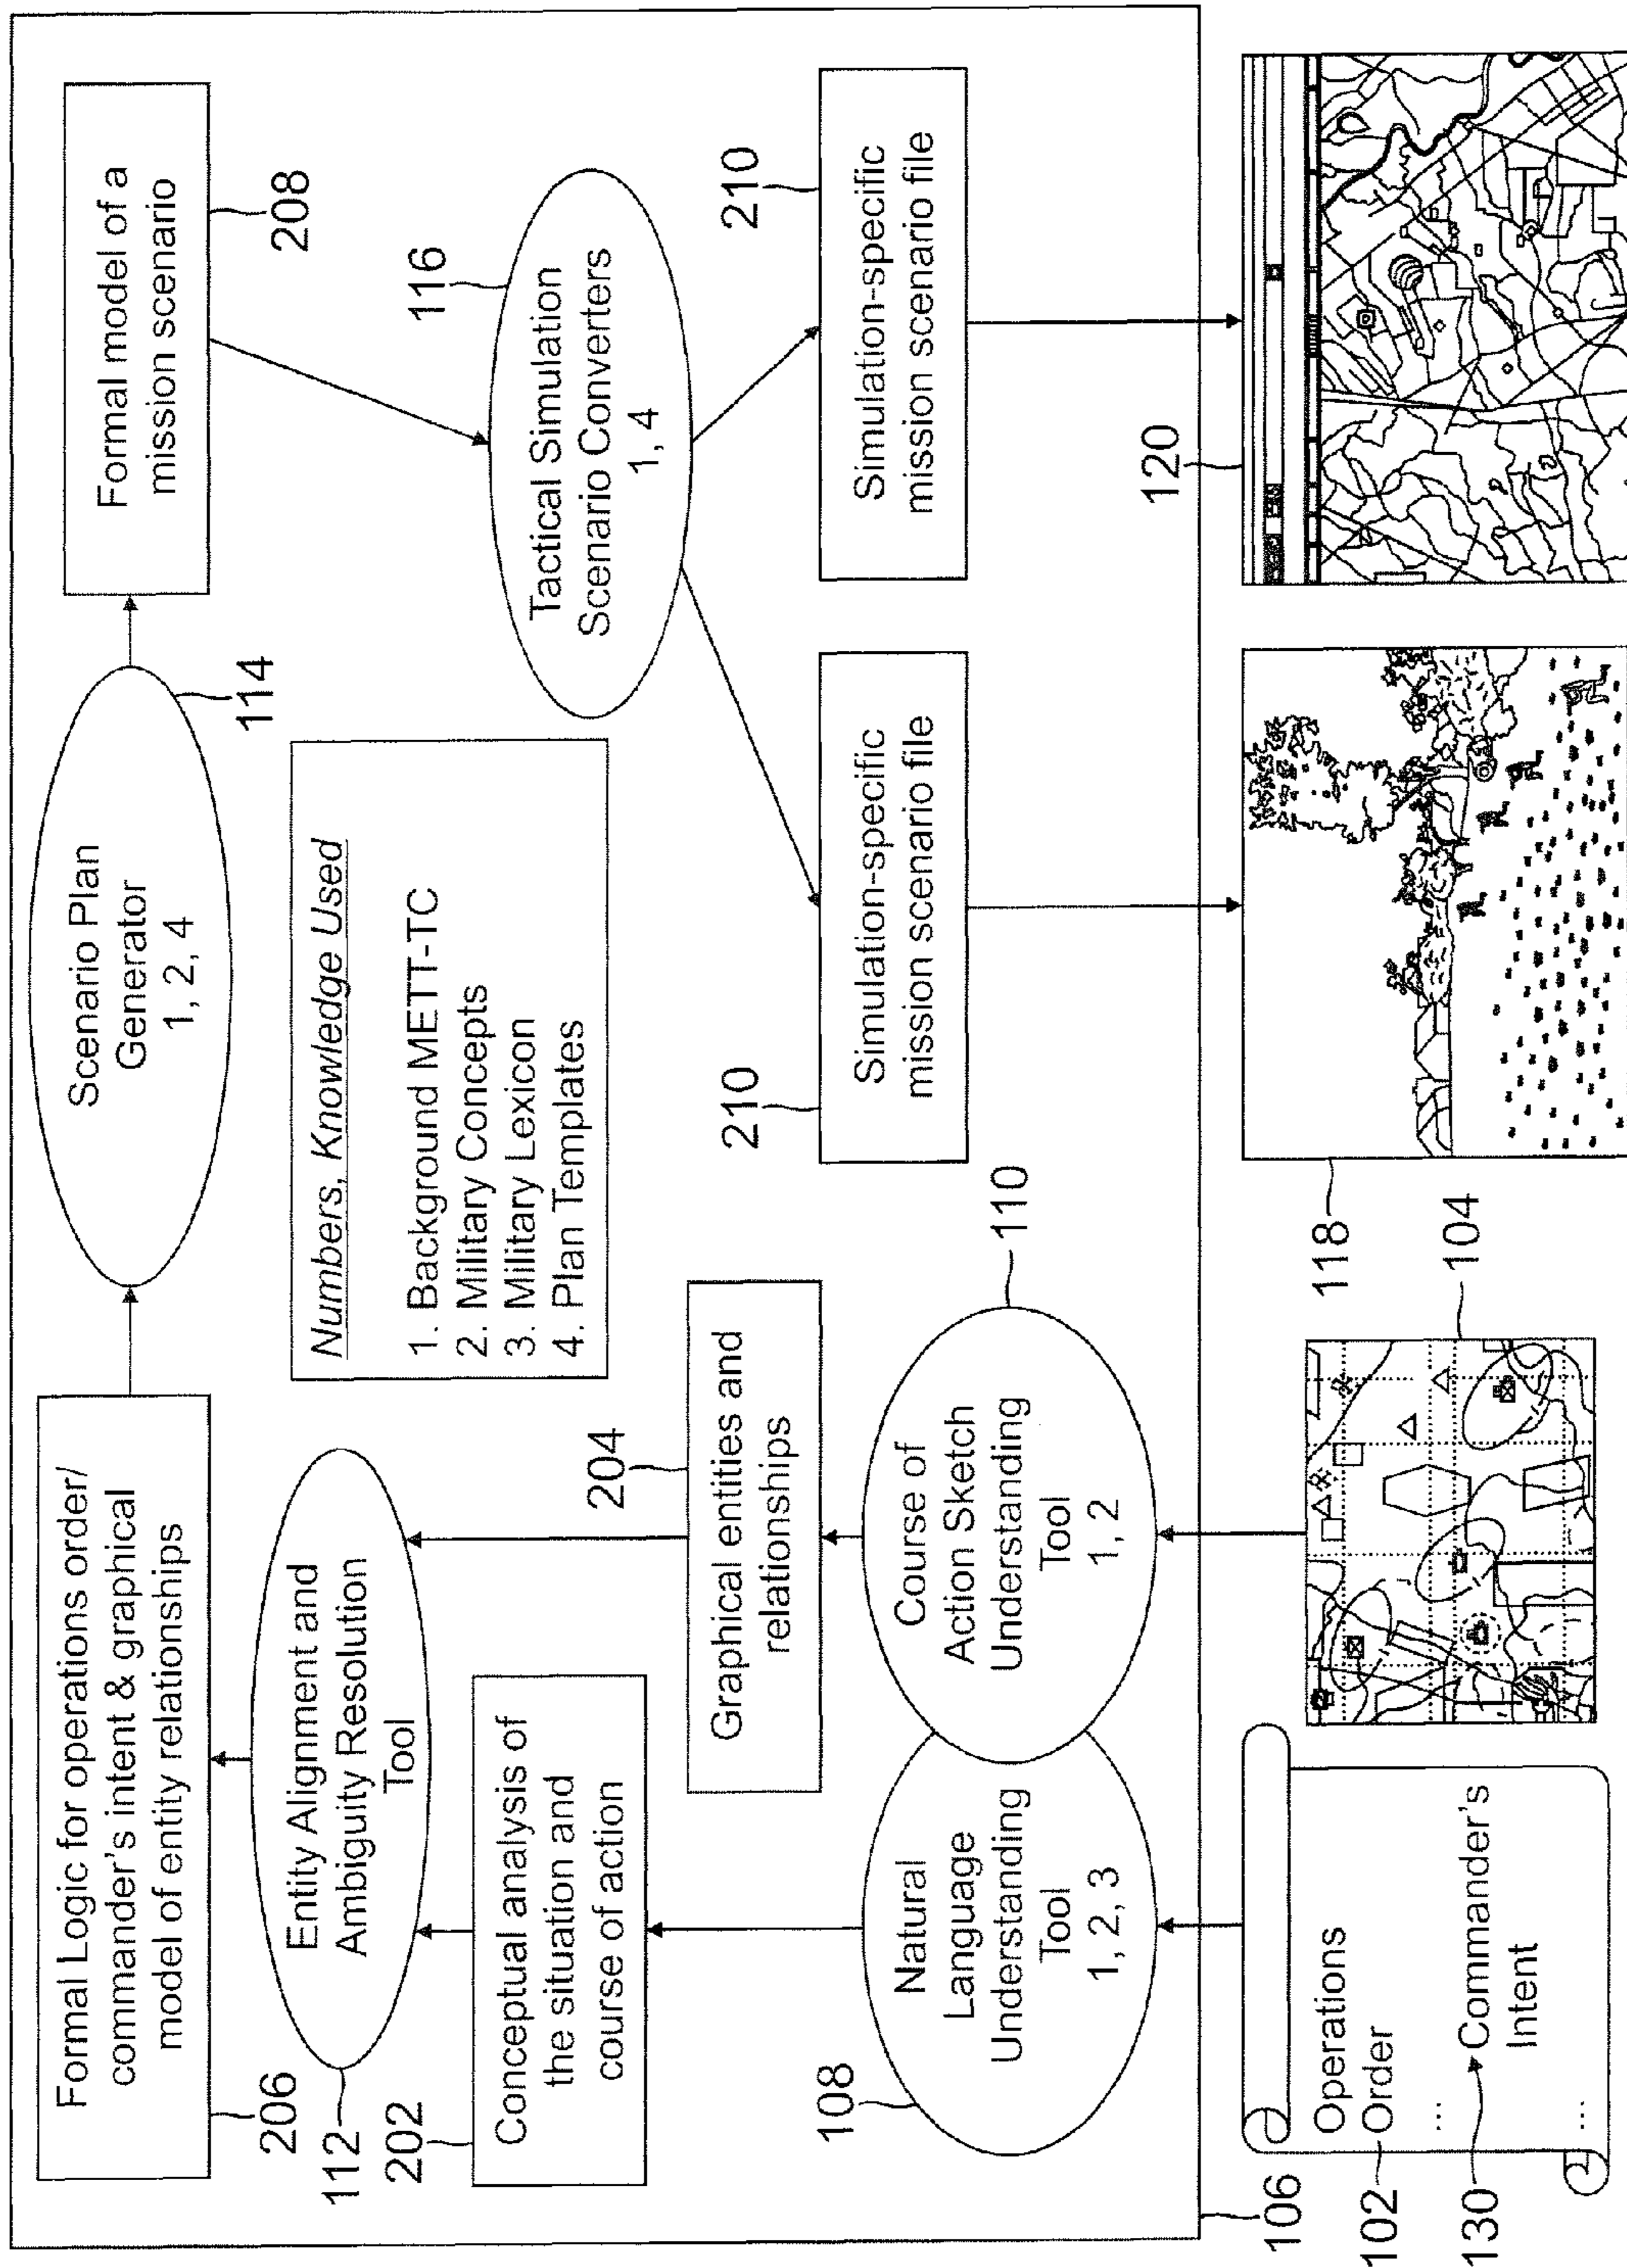 Formal Logic for operations order/
commander's intent & graphical
model of entity relationships
206
Scenario Plan
Generator
1, 2, 4
114
Formal model of a
mission scenario
208
Entity Alignment and
Ambiguity Resolution
Tool
112
Numbers, Knowledge Used
1. Background METT-TC
2. Military Concepts
3. Military Lexicon
4. Plan Templates
Tactical Simulation
Scenario Converters
1, 4
116
202
Conceptual analysis of
the situation and
course of action
204
Graphical entities and
relationships
210
Simulation-specific
mission scenario file
210
Simulation-specific
mission scenario file
108
Natural
Language
Understanding
Tool
1, 2, 3
Course of
Action Sketch
Understanding
Tool
1, 2
110
106
Operations
Order
102
...
130
Commander's
Intent
...
104
118
120